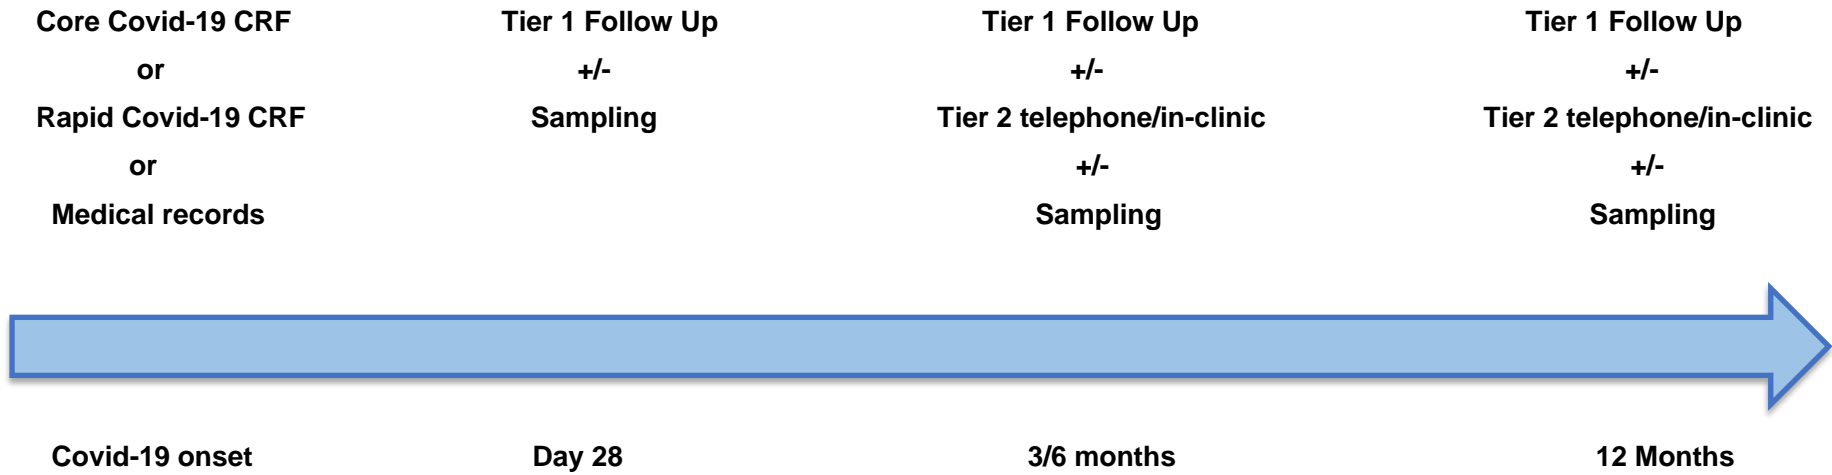 Core Covid-19 CRF
or
Rapid Covid-19 CRF
or
Medical records
Tier 1 Follow Up
+/-
Sampling
Tier 1 Follow Up
+/-
Tier 2 telephone/in-clinic
+/-
Sampling
Tier 1 Follow Up
+/-
Tier 2 telephone/in-clinic
+/-
Sampling
Covid-19 onset
Day 28
3/6 months
12 Months